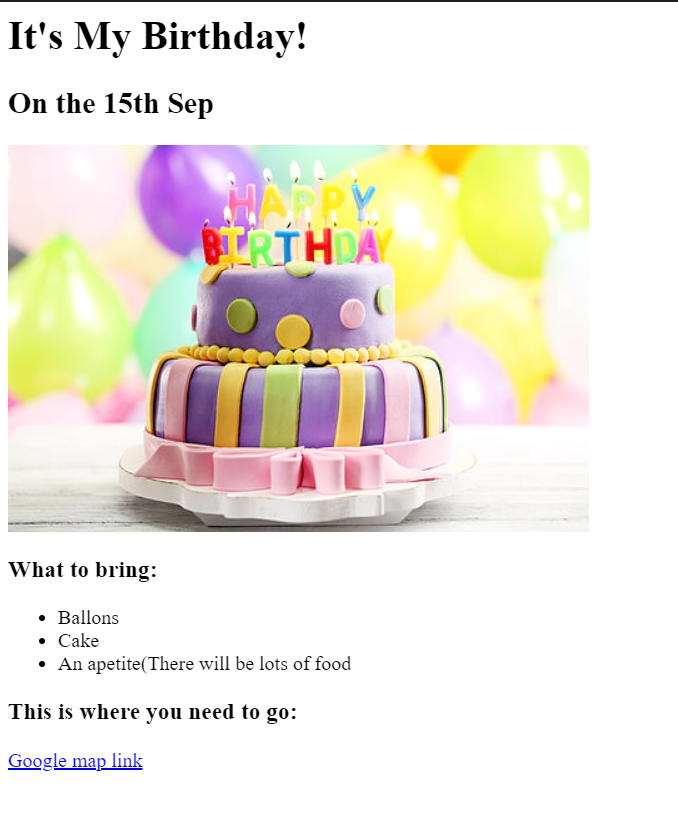 It's My Birthday!
On the 15th Sep
HAPPY
BIRTHDAY
What to bring:
Ballons
Cake
An apetite(There will be lots of food
This is where you need to go:
Google map link